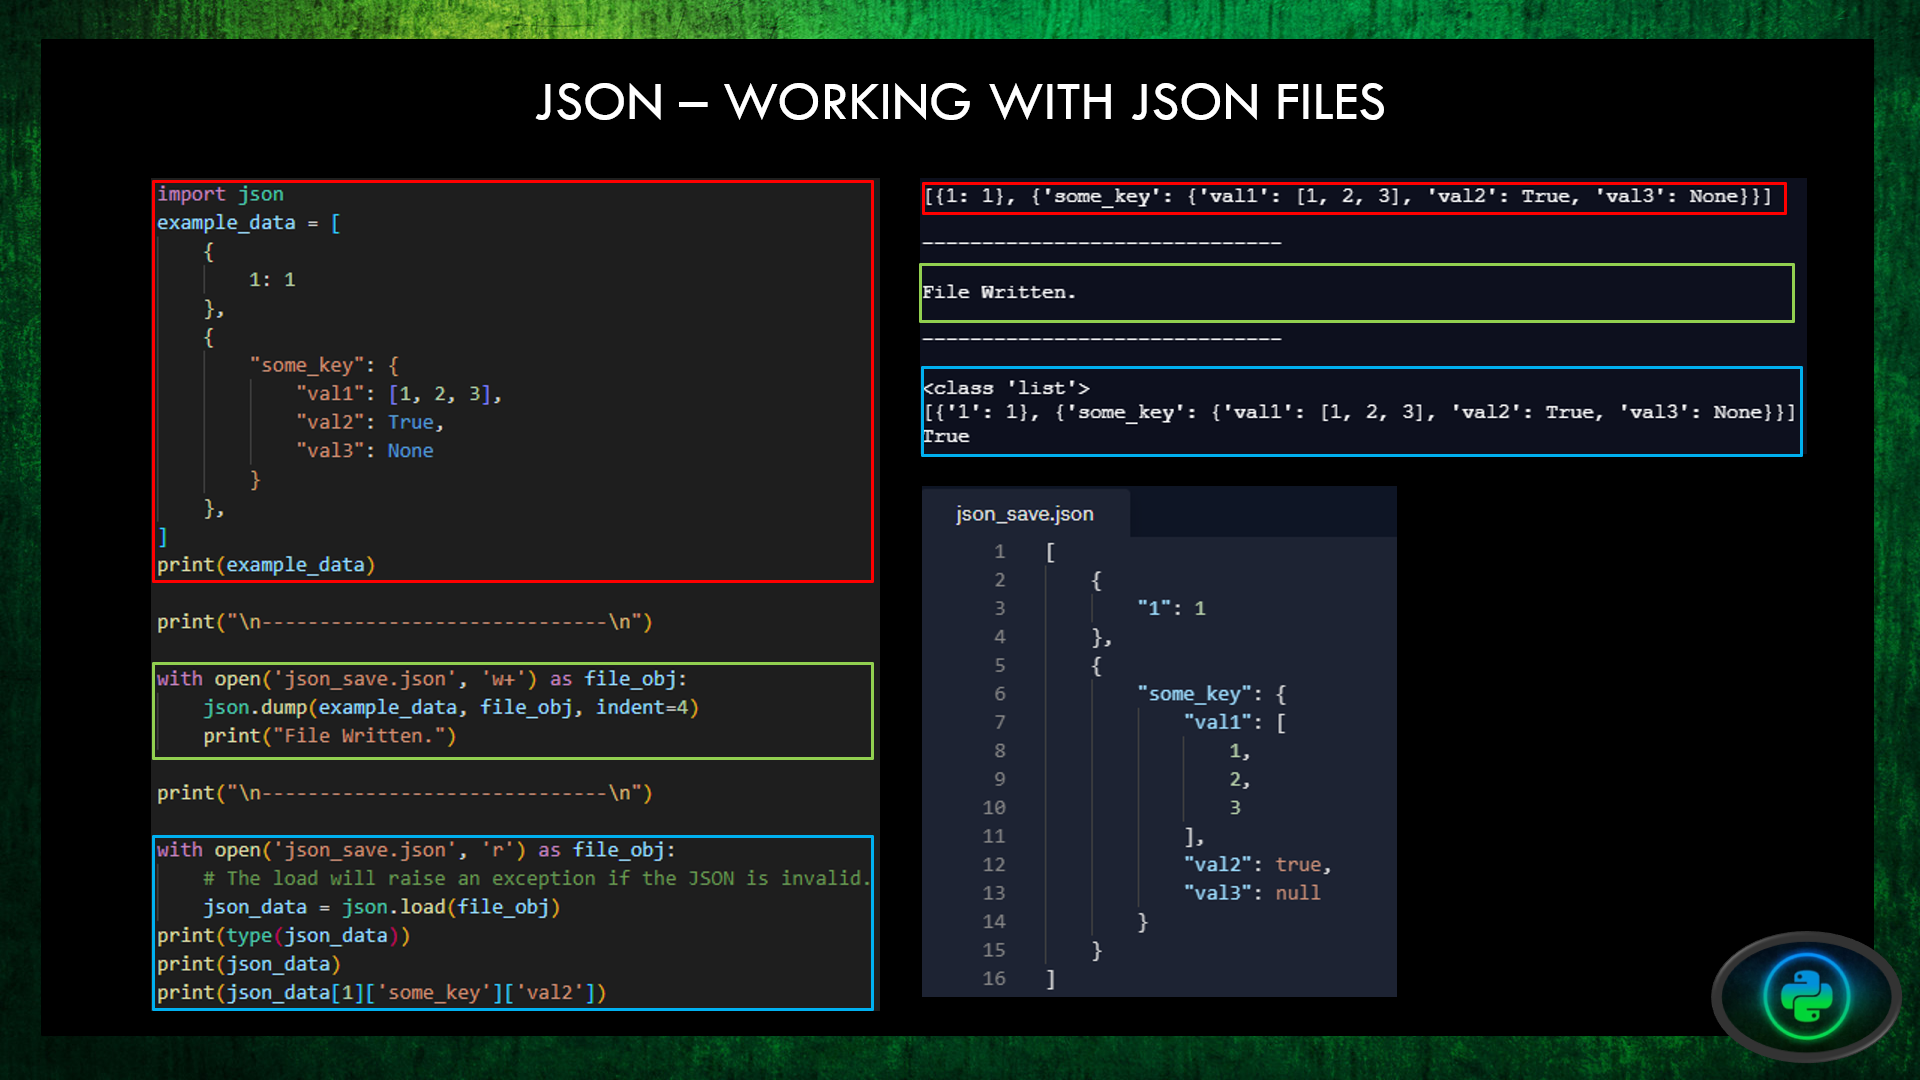 JSON – WORKING WITH JSON FILES
import json
example_data = [
    {
        1: 1
    },
    {
        "some_key": {
            "val1": [1, 2, 3],
            "val2": True,
            "val3": None
        }
    },
]
print(example_data)
print("\n------------------------------\n")
with open('json_save.json', 'w+') as file_obj:
    json.dump(example_data, file_obj, indent=4)
    print("File Written.")
print("\n------------------------------\n")
with open('json_save.json', 'r') as file_obj:
    # The load will raise an exception if the JSON is invalid.
    json_data = json.load(file_obj)
print(type(json_data))
print(json_data)
print(json_data[1]['some_key']['val2'])
[{1: 1}, {'some_key': {'val1': [1, 2, 3], 'val2': True, 'val3': None}}]
------------------------------
File Written.
------------------------------
<class 'list'>
[{'1': 1}, {'some_key': {'val1': [1, 2, 3], 'val2': True, 'val3': None}}]
True
json_save.json
1 [
2     {
3         "1": 1
4     },
5     {
6         "some_key": {
7             "val1": [
8                 1,
9                 2,
10                 3
11             ],
12             "val2": true,
13             "val3": null
14         }
15     }
16 ]